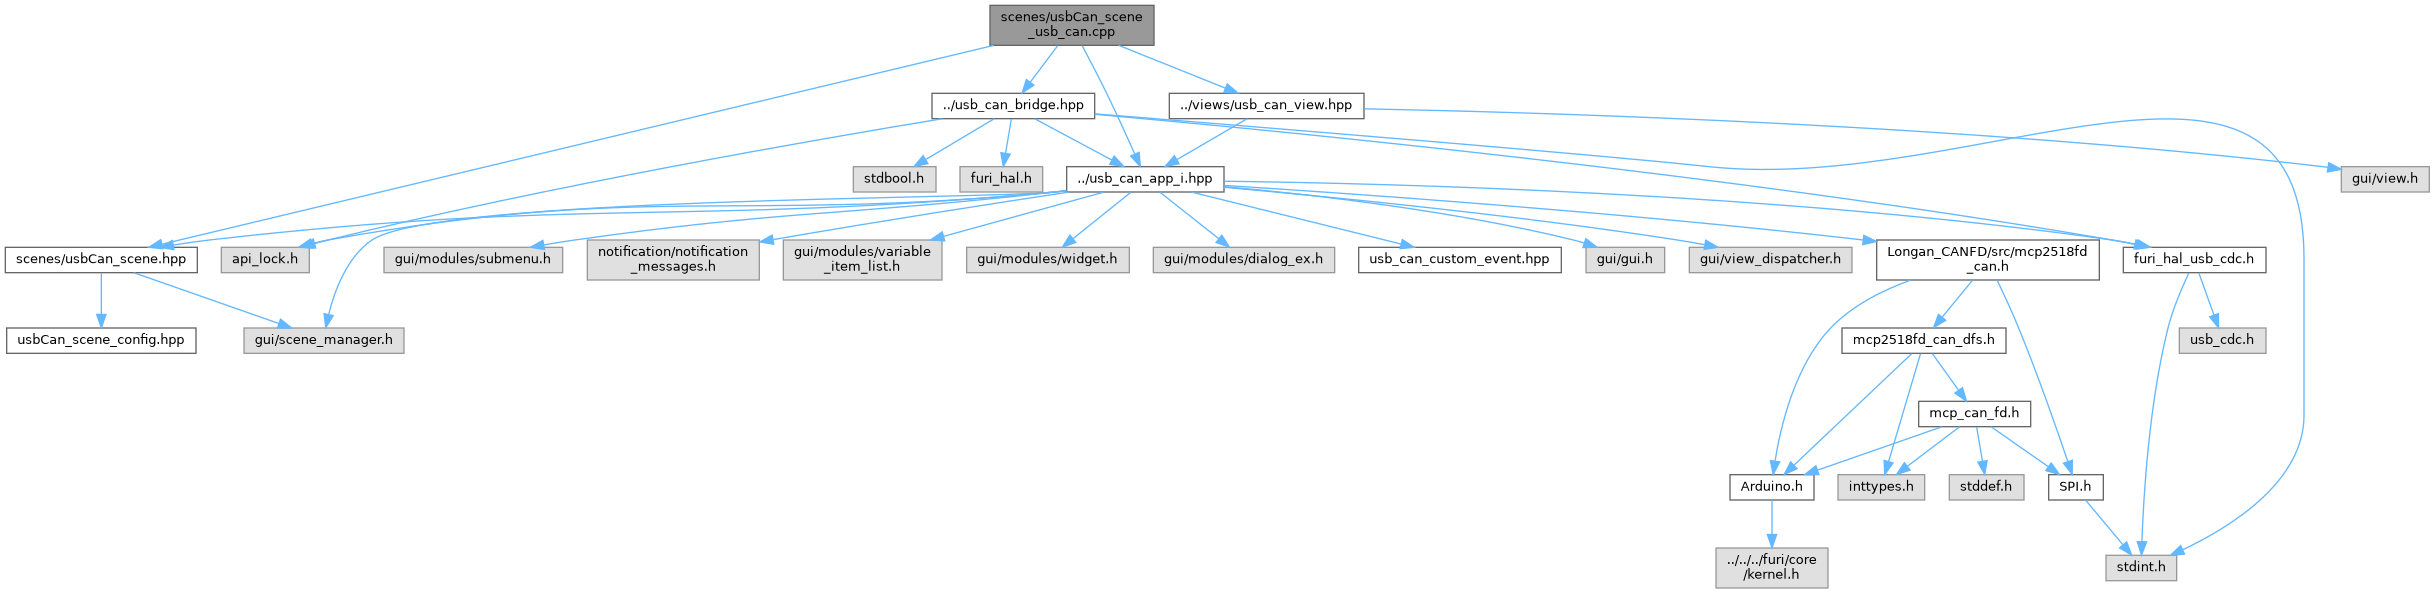 scenes/usbCan_scene
_usb_can.cpp
../usb_can_bridge.hpp
../views/usb_can_view.hpp
stdbool.h
furi_hal.h
../usb_can_app_i.hpp
gui/view.h
scenes/usbCan_scene.hpp
api_lock.h
gui/modules/submenu.h
notification/notification
_messages.h
gui/modules/variable
_item_list.h
gui/modules/widget.h
gui/modules/dialog_ex.h
usb_can_custom_event.hpp
gui/gui.h
gui/view_dispatcher.h
Longan_CANFD/src/mcp2518fd
_can.h
furi_hal_usb_cdc.h
usbCan_scene_config.hpp
gui/scene_manager.h
mcp2518fd_can_dfs.h
usb_cdc.h
mcp_can_fd.h
Arduino.h
inttypes.h
stddef.h
SPI.h
../../../furi/core
/kernel.h
stdint.h